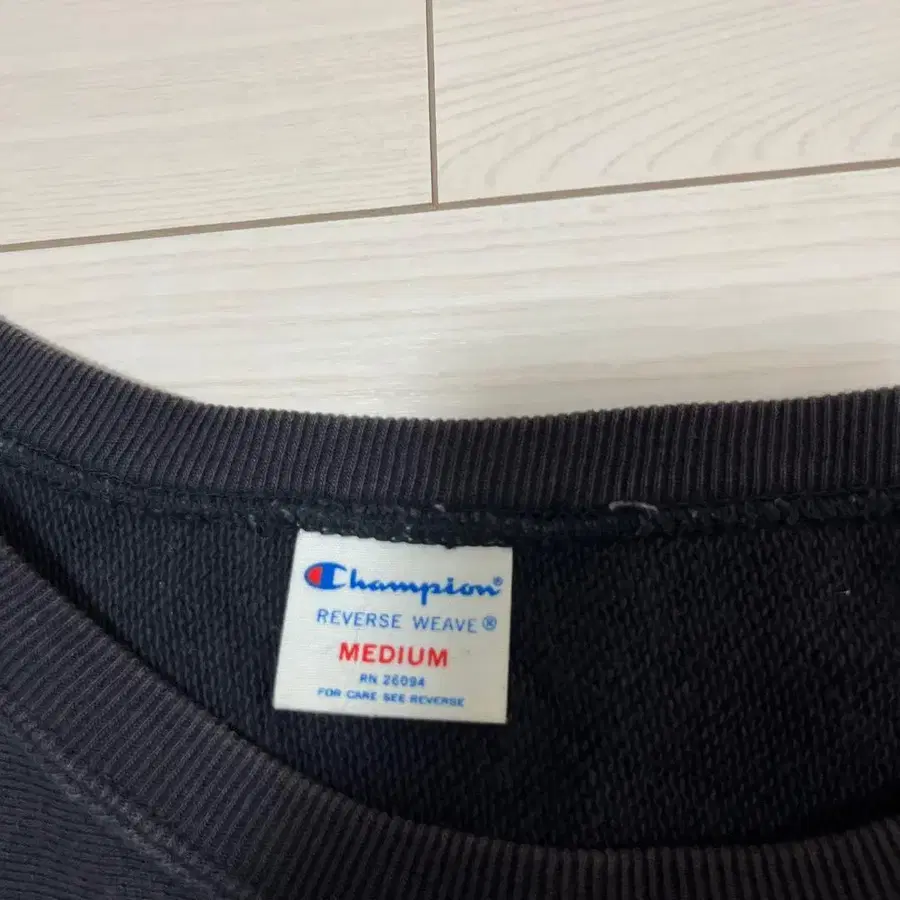 Champion®
REVERSE WEAVE®
MEDIUM
RN 26094
FOR CARE SEE REVERSE